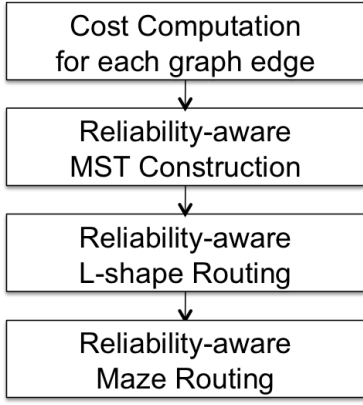 Cost Computation
for each graph edge
Reliability-aware
MST Construction
Reliability-aware
L-shape Routing
Reliability-aware
Maze Routing